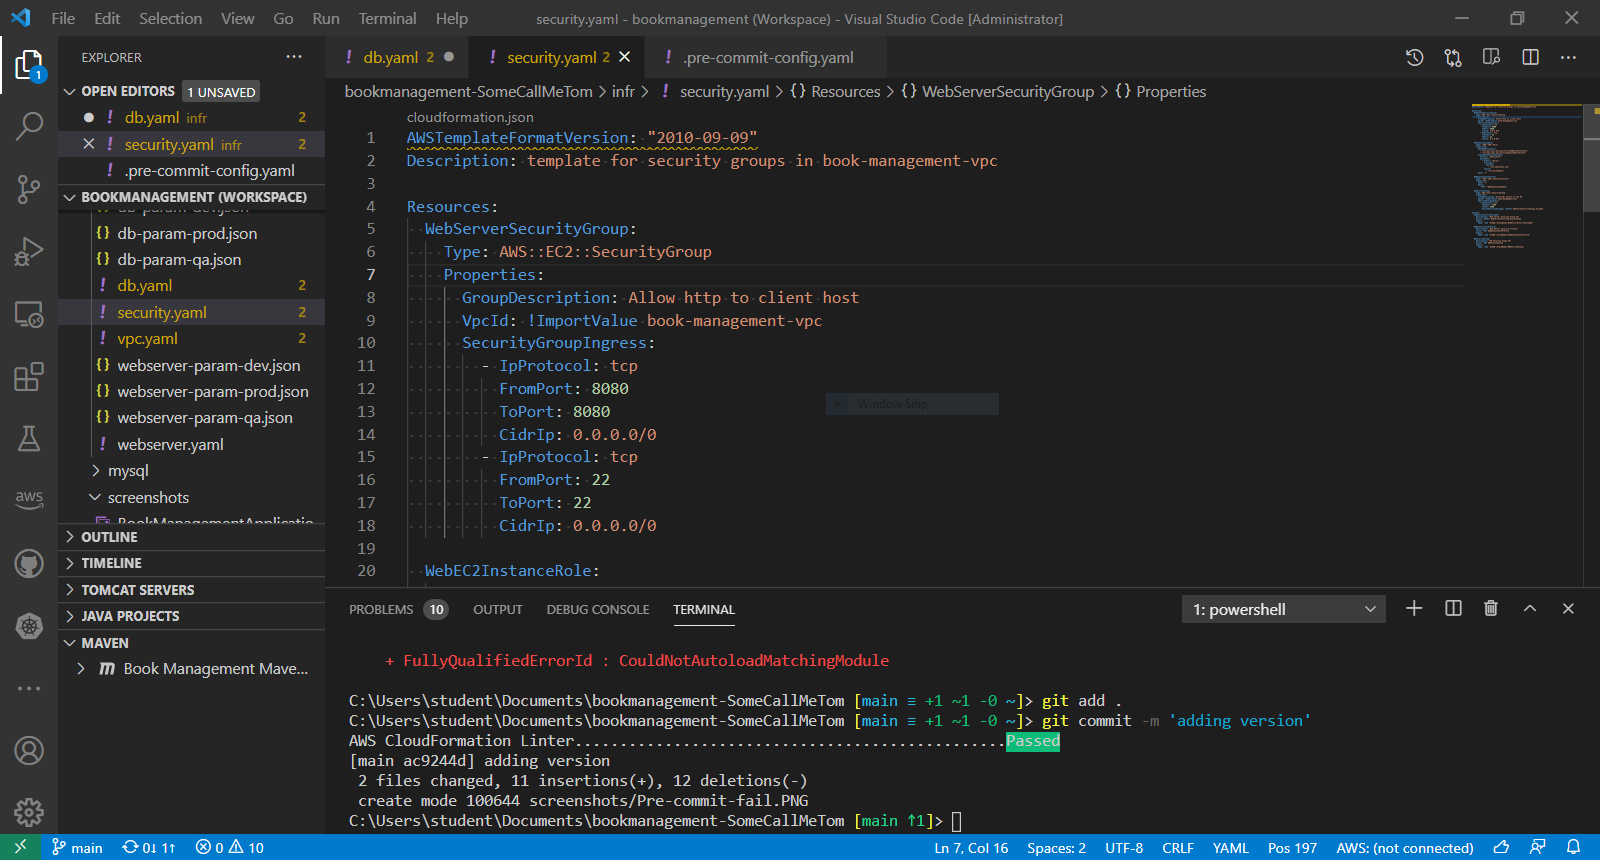 File Edit Selection View Go Run Terminal Help
security.yaml - bookmanagement (Workspace) - Visual Studio Code [Administrator]
EXPLORER
OPEN EDITORS 1 UNSAVED
db.yaml infr 2
security.yaml infr 2
.pre-commit-config.yaml
BOOKMANAGEMENT (WORKSPACE)
db-param-dev.json
{} db-param-prod.json
{} db-param-qa.json
! db.yaml 2
! security.yaml 2
! vpc.yaml 2
{} webserver-param-dev.json
{} webserver-param-prod.json
{} webserver-param-qa.json
! webserver.yaml
mysql
screenshots
BookManagementApplicatio
OUTLINE
TIMELINE
TOMCAT SERVERS
JAVA PROJECTS
MAVEN
m Book Management Mave...
1
aws
! db.yaml 2
! security.yaml 2
! .pre-commit-config.yaml
bookmanagement-SomeCallMeTom > infr > ! security.yaml > {} Resources > {} WebServerSecurityGroup > {} Properties
cloudformation.json
1 AWSTemplateFormatVersion: "2010-09-09"
2 Description: template for security groups in book-management-vpc
3
4 Resources:
5 WebServerSecurityGroup:
6 Type: AWS::EC2::SecurityGroup
7 Properties:
8 GroupDescription: Allow http to client host
9 VpcId: !ImportValue book-management-vpc
10 SecurityGroupIngress:
11 - IpProtocol: tcp
12 FromPort: 8080
13 ToPort: 8080
14 CidrIp: 0.0.0.0/0
15 - IpProtocol: tcp
16 FromPort: 22
17 ToPort: 22
18 CidrIp: 0.0.0.0/0
19
20 WebEC2InstanceRole:
Window Snip
PROBLEMS 10 OUTPUT DEBUG CONSOLE TERMINAL
1: powershell
+ FullyQualifiedErrorId : CouldNotAutoloadMatchingModule
C:\Users\student\Documents\bookmanagement-SomeCallMeTom [main ≡ +1 ~1 -0 ~]> git add .
C:\Users\student\Documents\bookmanagement-SomeCallMeTom [main ≡ +1 ~1 -0 ~]> git commit -m 'adding version'
AWS CloudFormation Linter................................................Passed
[main ac9244d] adding version
2 files changed, 11 insertions(+), 12 deletions(-)
create mode 100644 screenshots/Pre-commit-fail.PNG
C:\Users\student\Documents\bookmanagement-SomeCallMeTom [main ↑1]>
main 0↓ 1↑ 0 10
Ln 7, Col 16 Spaces: 2 UTF-8 CRLF YAML Pos 197 AWS: (not connected)